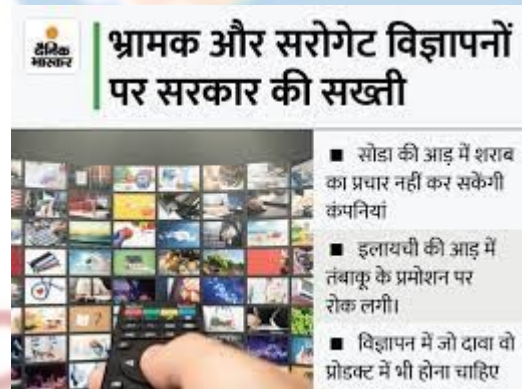 दैनिक
भास्कर
भ्रामक और सरोगेट विज्ञापनों
पर सरकार की सख्ती
■ सोडा की आड़ में शराब
का प्रचार नहीं कर सकेंगी
कंपनियां
■ इलायची की आड़ में
तंबाकू के प्रमोशन पर
रोक लगी।
■ विज्ञापन में जो दावा वो
प्रोडक्ट में भी होना चाहिए